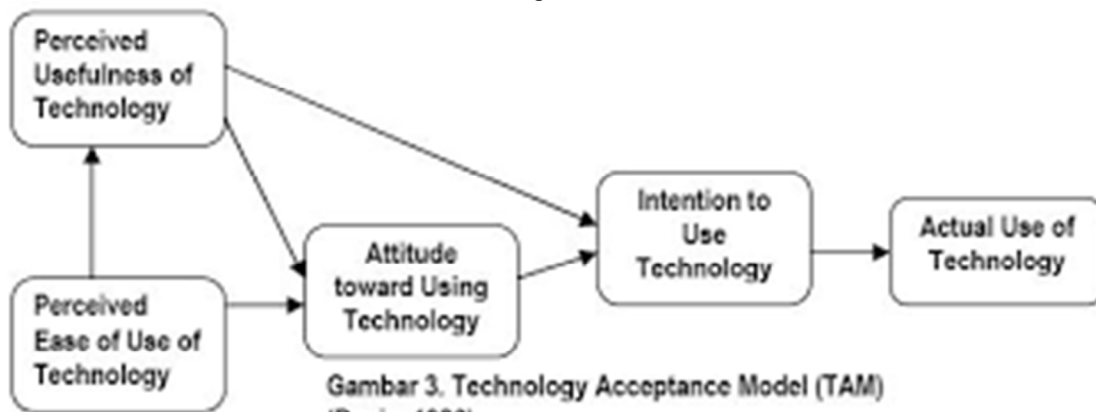 Perceived
Usefulness of
Technology
Perceived
Ease of Use of
Technology
Attitude
toward Using
Technology
Intention to
Use
Technology
Actual Use of
Technology
Gambar 3. Technology Acceptance Model (TAM)